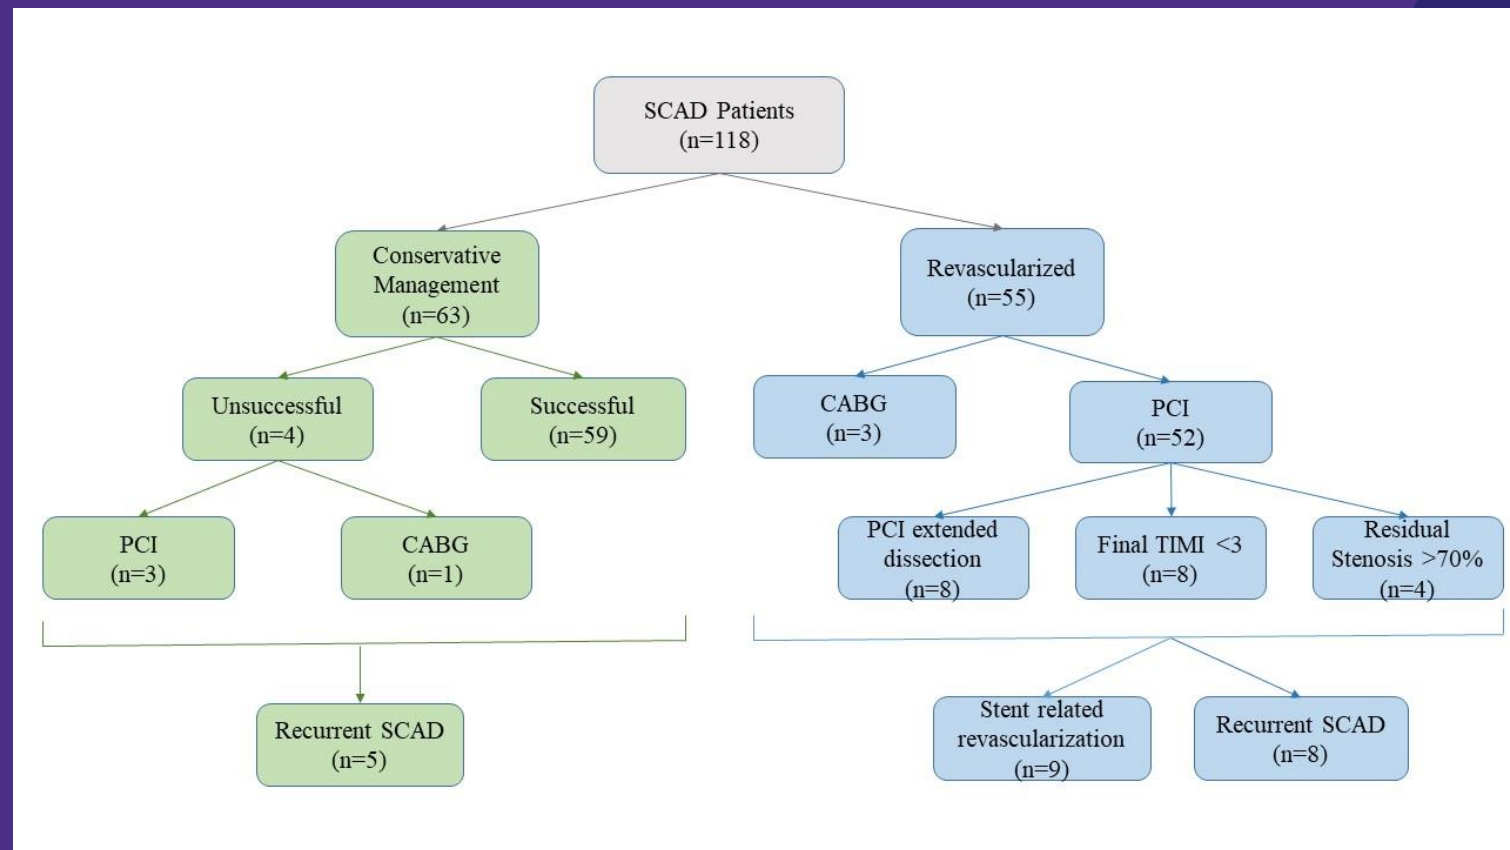 SCAD Patients
(n=118)
Conservative
Management
(n=63)
Revascularized
(n=55)
Unsuccessful
(n=4)
Successful
(n=59)
CABG
(n=3)
PCI
(n=52)
PCI
(n=3)
CABG
(n=1)
PCI extended
dissection
(n=8)
Final TIMI <3
(n=8)
Residual
Stenosis >70%
(n=4)
Recurrent SCAD
(n=5)
Stent related
revascularization
(n=9)
Recurrent SCAD
(n=8)